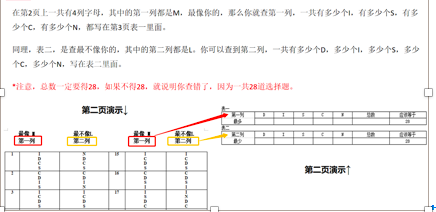 在第2页上一共有4列字母，其中的第一列都是M，最像你的，那么你就查第一列，一共有多少个I，有多少个S，有多少个C，有多少个N，都写在第3页表一里面。
同理，表二，是查最不像你的，其中的第二列都是L，你可以查到第二列，一共有多少个D，多少个I，多少个S，多少个C，多少个N，写在表二里面。
*注意，总数一定要得28，如果不得28，就说明你查错了，因为一共28道选择题。
第二页演示↓
最像 M 最不像L 最像 M 最不像L
第一列 第二列 第一列 第二列
表一
第一列 D I S C N 总数 应该等于
最多 28
表二
第二列 D I S C N 总数 应该等于
最少 28
第二页演示↑